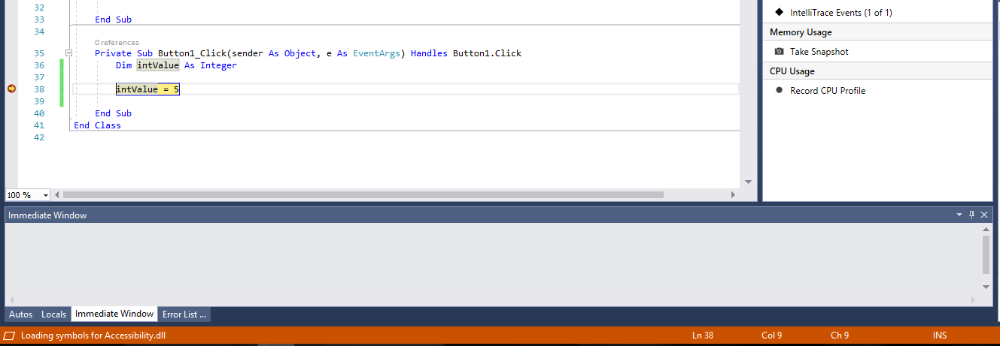 32
33 End Sub
34
0 references
35 Private Sub Button1_Click(sender As Object, e As EventArgs) Handles Button1.Click
36 Dim intValue As Integer
37
38 intValue = 5
39
40 End Sub
41 End Class
42
100 %
IntelliTrace Events (1 of 1)
Memory Usage
Take Snapshot
CPU Usage
Record CPU Profile
Immediate Window
Autos Locals Immediate Window Error List ...
Loading symbols for Accessibility.dll Ln 38 Col 9 Ch 9 INS